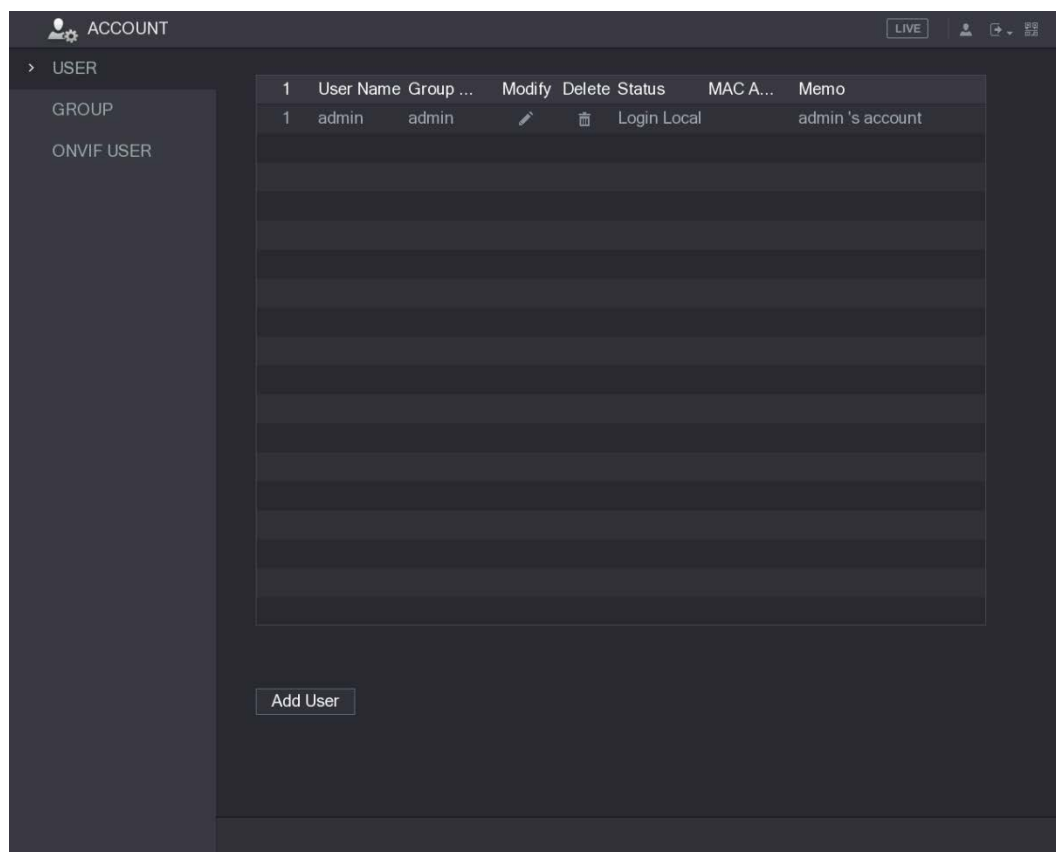 ACCOUNT LIVE
USER
GROUP
ONVIF USER
1 User Name Group ... Modify Delete Status MAC A... Memo
1 admin admin Login Local admin 's account
Add User